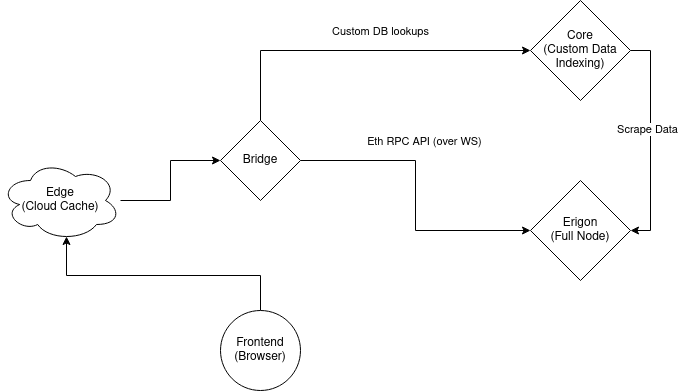 Custom DB lookups
Core
(Custom Data
Indexing)
Scrape Data
Eth RPC API (over WS)
Bridge
Edge
(Cloud Cache)
Erigon
(Full Node)
Frontend
(Browser)